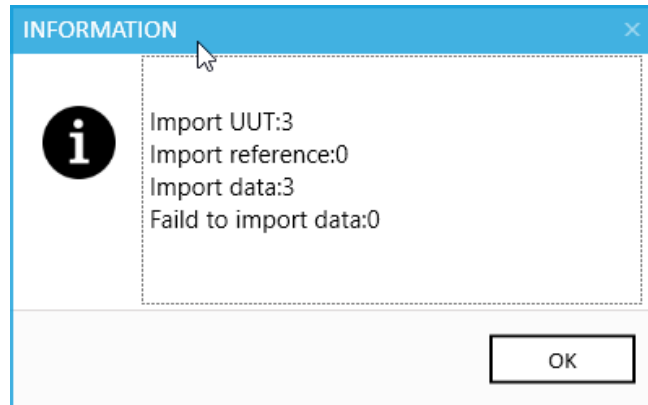 INFORMATION
Import UUT:3
Import reference:0
Import data:3
Faild to import data:0
OK